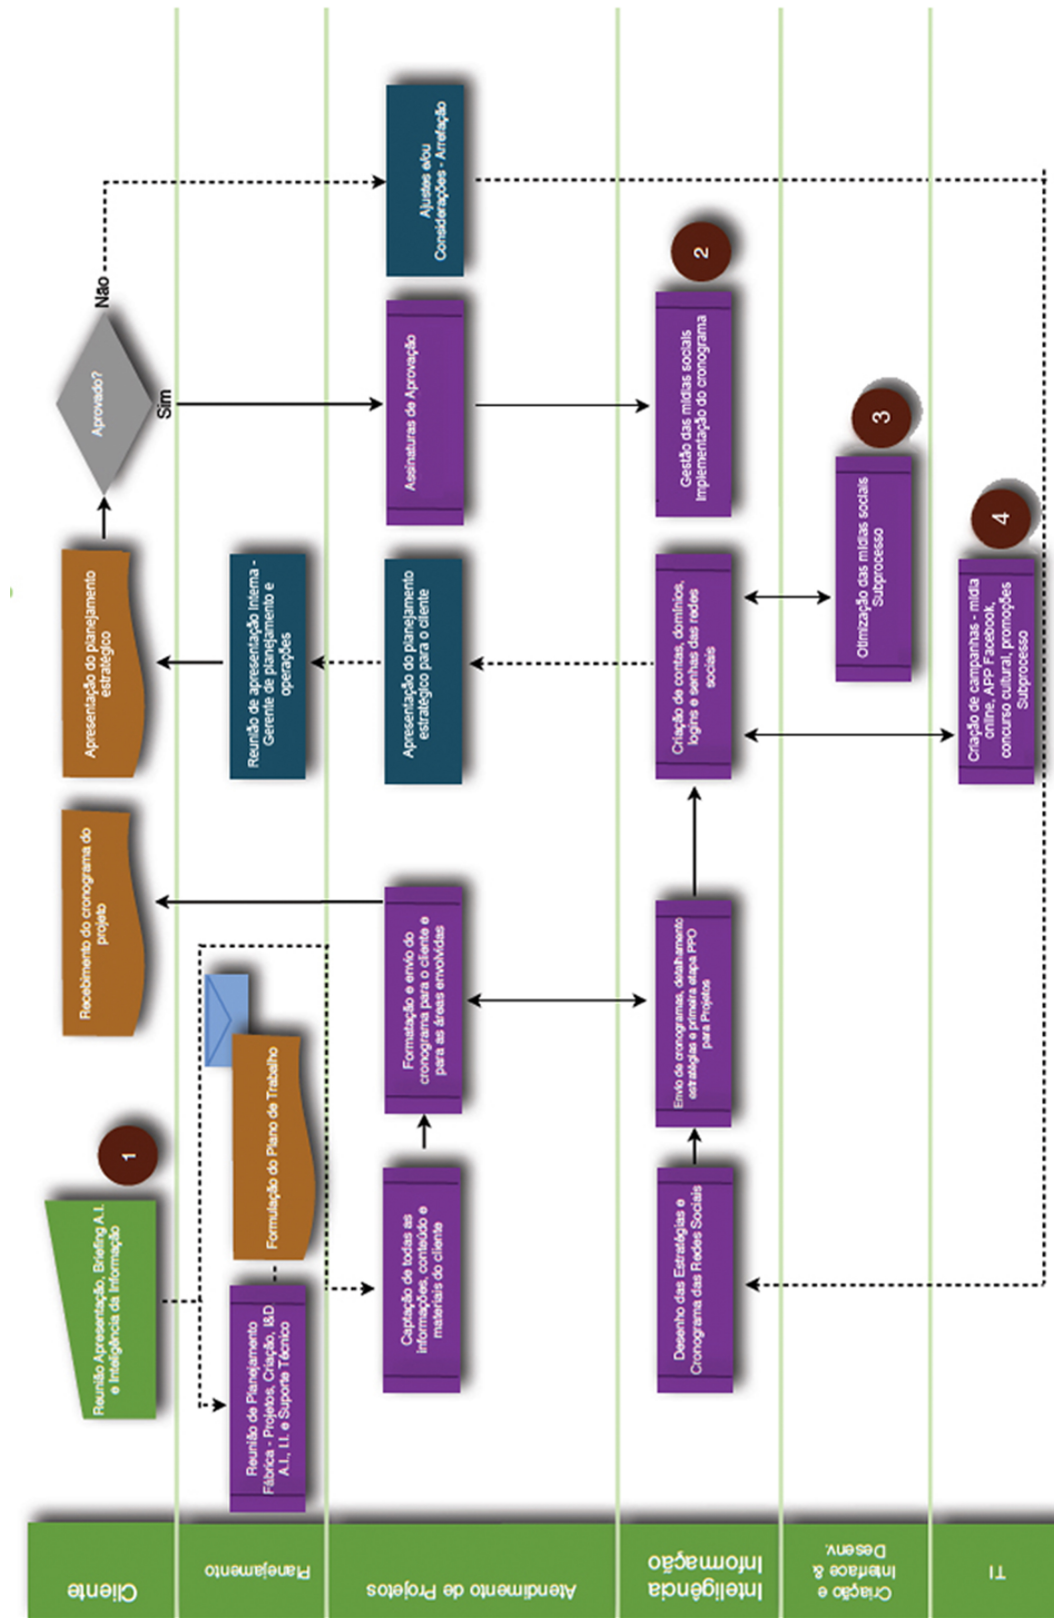 Cliente
Planejamento
Atendimento de Projetos
Inteligência
Informação
Criação e
Interface &
Desenv.
TI
Reunião Apresentação, Briefing A.I.
e Inteligência da Informação
1
Recebimento do cronograma do
projeto
Apresentação do planejamento
estratégico
Aprovado?
Não
Sim
Reunião de Planejamento
Fábrica - Projetos, Criação, I&D
A.I., I.I. e Suporte Técnico
Formulação do Plano de Trabalho
Reunião de apresentação Interna -
Gerente de planejamento e
operações
Captação de todas as
informações, conteúdo e
materiais do cliente
Formatação e envio do
cronograma para o cliente e
para as áreas envolvidas
Apresentação do planejamento
estratégico para o cliente
Assinaturas de Aprovação
Ajustes e/ou
Considerações - Arrefação
Desenho das Estratégias e
Cronograma das Redes Sociais
Envio de cronogramas, detalhamento
estratégias e primeira etapa PPO
para Projetos
Criação de contas, domínios,
logins e senhas das redes
sociais
Gestão das mídias sociais
Implementação do cronograma
2
Otimização das mídias sociais
Subprocesso
3
Criação de campanhas - mídia
online, APP Facebook,
concurso cultural, promoções
Subprocesso
4